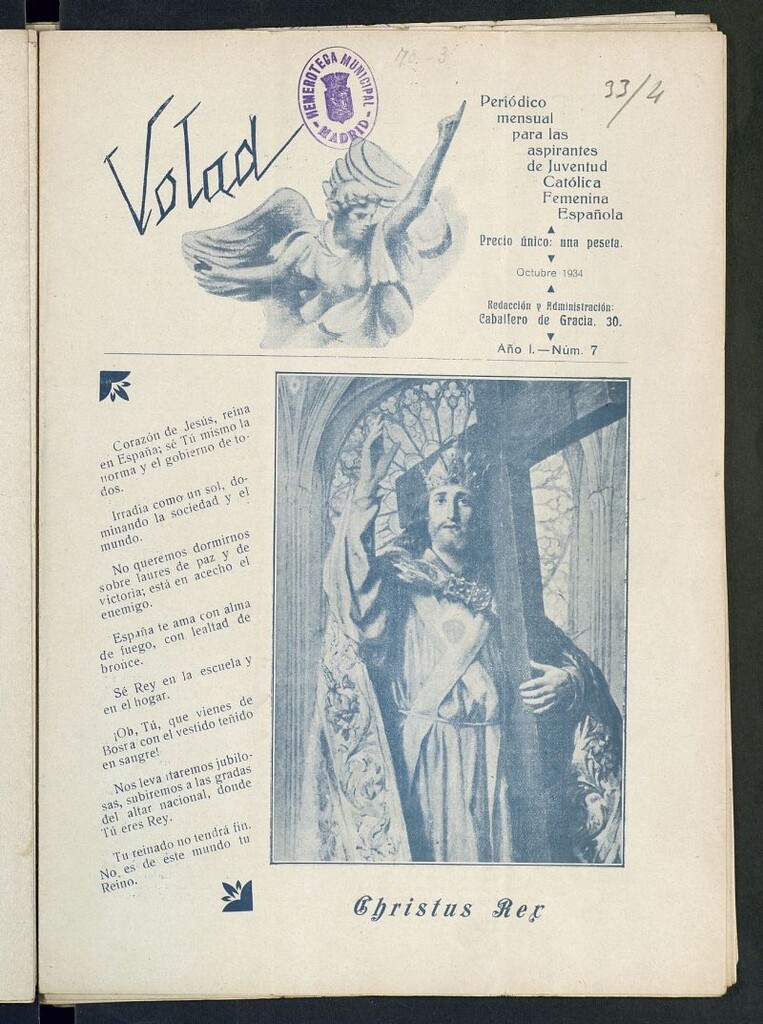 no.-3
33/4
HEMEROTECA MUNICIPAL
- MADRID -
Volad
Periódico
mensual
para las
aspirantes
de Juventud
Católica
Femenina
Española
Precio único: una peseta.
Octubre 1934
Redacción y Administración:
Caballero de Gracia, 30.
Año I.—Núm. 7
Corazón de Jesús, reina
en España; sé Tú mismo la
norma y el gobierno de to-
dos.
Irradia como un sol, do-
minando la sociedad y el
mundo.
No queremos dormirnos
sobre laures de paz y de
victoria; está en acecho el
enemigo.
España te ama con alma
de fuego, con lealtad de
bronce.
Sé Rey en la escuela y
en el hogar.
¡Oh, Tú, que vienes de
Bosra con el vestido teñido
en sangre!
Nos leva taremos jubilo-
sas, subiremos a las gradas
del altar nacional, donde
Tú eres Rey.
Tu reinado no tendrá fin.
No es de éste mundo tu
Reino.
Christus Rex